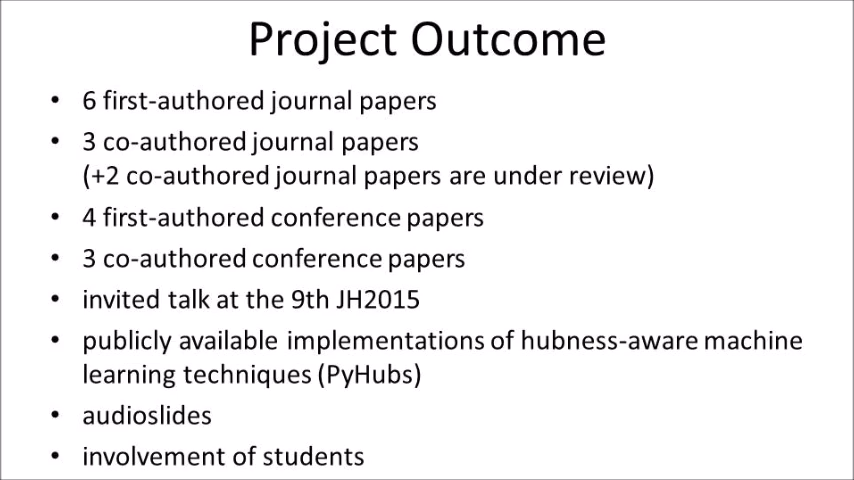 Project Outcome
• 6 first-authored journal papers
• 3 co-authored journal papers
(+2 co-authored journal papers are under review)
• 4 first-authored conference papers
• 3 co-authored conference papers
• invited talk at the 9th JH2015
• publicly available implementations of hubness-aware machine
learning techniques (PyHubs)
• audioslides
• involvement of students